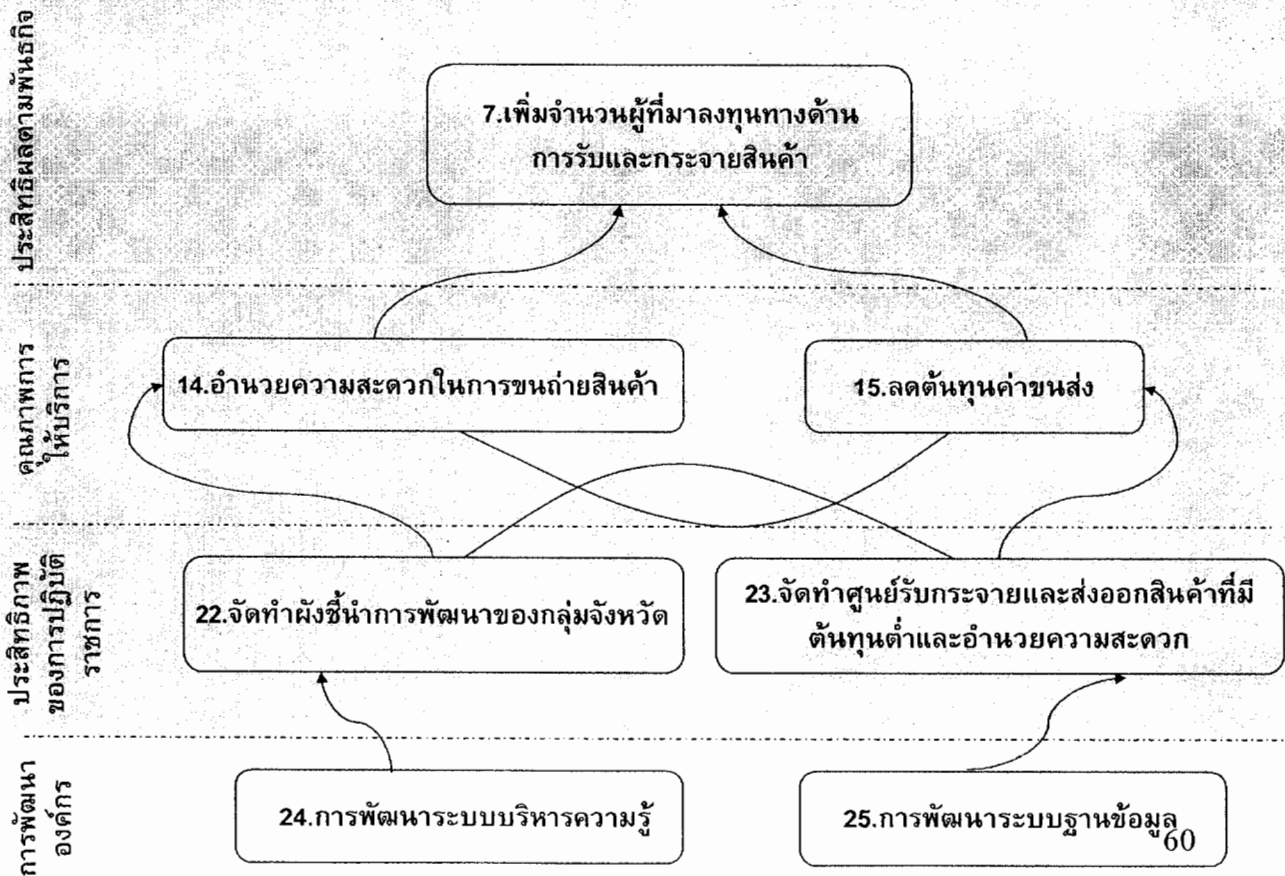 ประสิทธิผลตามพันธกิจ
7.เพิ่มจำนวนผู้ที่มาลงทุนทางด้าน
การรับและกระจายสินค้า
คุณภาพการ
ให้บริการ
14.อำนวยความสะดวกในการขนถ่ายสินค้า
15.ลดต้นทุนค่าขนส่ง
ประสิทธิภาพ
ของการปฏิบัติ
ราชการ
22.จัดทำผังชี้นำการพัฒนาของกลุ่มจังหวัด
23.จัดทำศูนย์รับกระจายและส่งออกสินค้าที่มี
ต้นทุนต่ำและอำนวยความสะดวก
การพัฒนา
องค์กร
24.การพัฒนาระบบบริหารความรู้
25.การพัฒนาระบบฐานข้อมูล
60